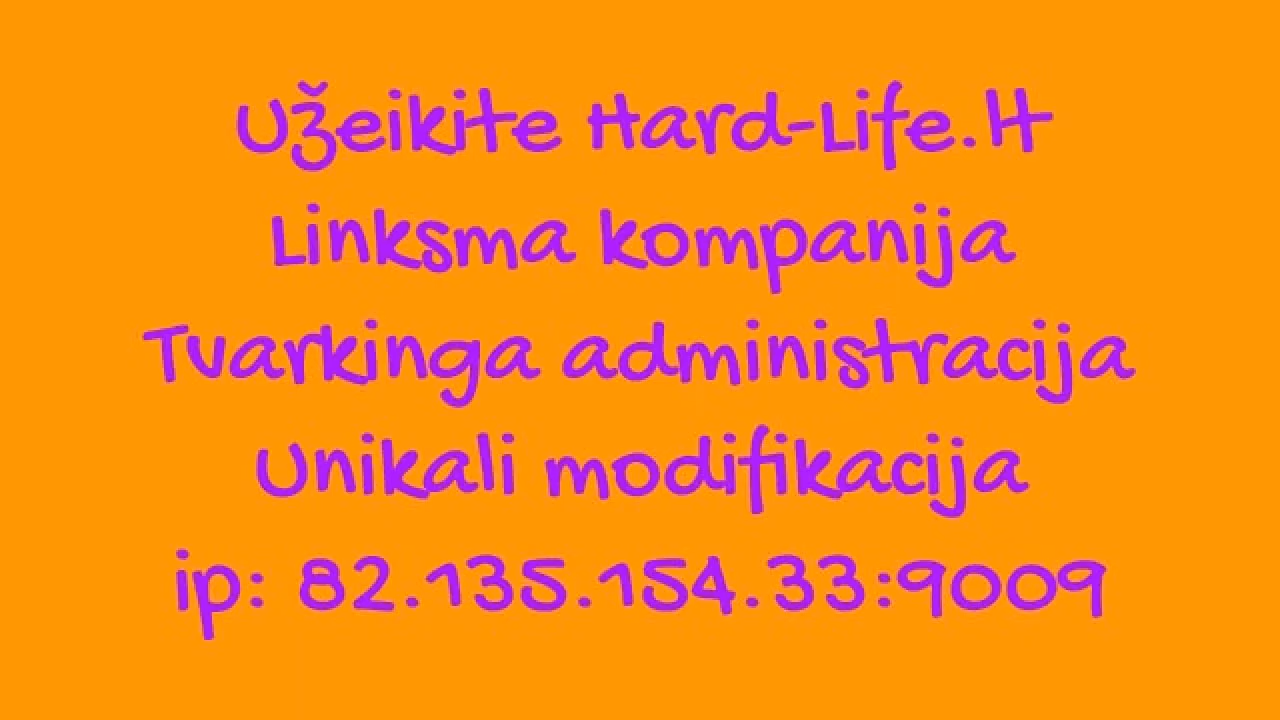 Užeikite Hard-Life.lt
Linksma kompanija
Tvarkinga administracija
Unikali modifikacija
ip: 82.135.154.33:9009